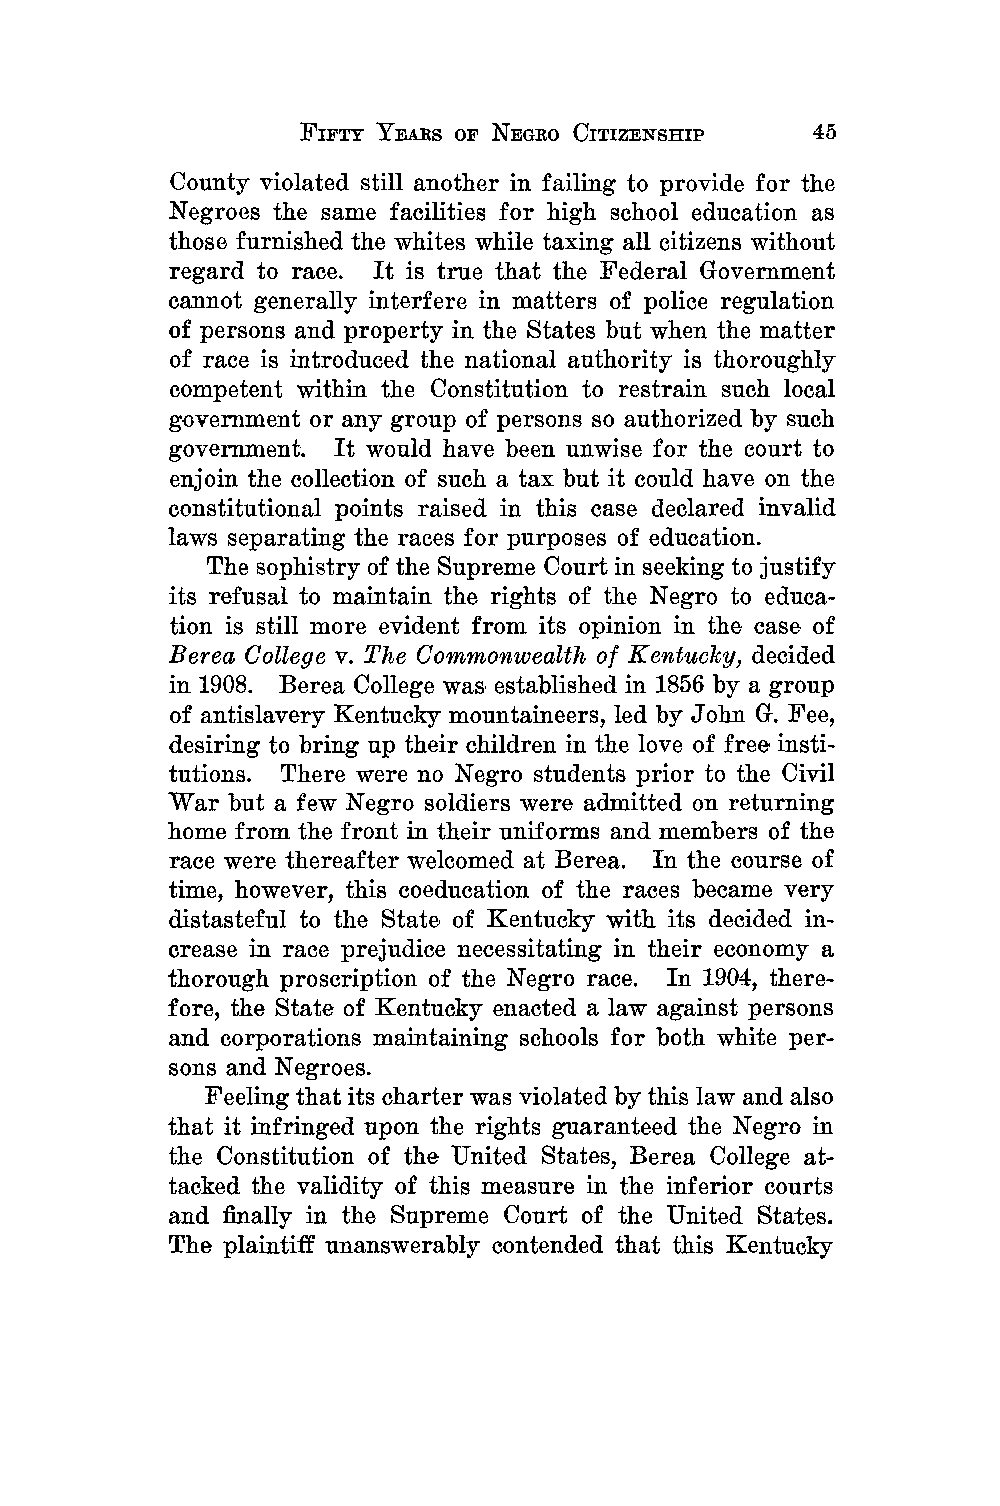 FIFTY YEARS OF NEGRO CITIZENSHIP 45
County violated still another in failing to provide for the
Negroes the same facilities for high school education as
those furnished the whites while taxing all citizens without
regard to race. It is true that the Federal Government
cannot generally interfere in matters of police regulation
of persons and property in the States but when the matter
of race is introduced the national authority is thoroughly
competent within the Constitution to restrain such local
government or any group of persons so authorized by such
government. It would have been unwise for the court to
enjoin the collection of such a tax but it could have on the
constitutional points raised in this case declared invalid
laws separating the races for purposes of education.
The sophistry of the Supreme Court in seeking to justify
its refusal to maintain the rights of the Negro to educa-
tion is still more evident from its opinion in the case of
Berea College v. The Commonwealth of Kentucky, decided
in 1908. Berea College was established in 1856 by a group
of antislavery Kentucky mountaineers, led by John G. Fee,
desiring to bring up their children in the love of free insti-
tutions. There were no Negro students prior to the Civil
War but a few Negro soldiers were admitted on returning
home from the front in their uniforms and members of the
race were thereafter welcomed at Berea. In the course of
time, however, this coeducation of the races became very
distasteful to the State of Kentucky with its decided in-
crease in race prejudice necessitating in their economy a
thorough proscription of the Negro race. In 1904, there-
fore, the State of Kentucky enacted a law against persons
and corporations maintaining schools for both white per-
sons and Negroes.
Feeling that its charter was violated by this law and also
that it infringed upon the rights guaranteed the Negro in
the Constitution of the United States, Berea College at-
tacked the validity of this measure in the inferior courts
and finally in the Supreme Court of the United States.
The plaintiff unanswerably contended that this Kentucky